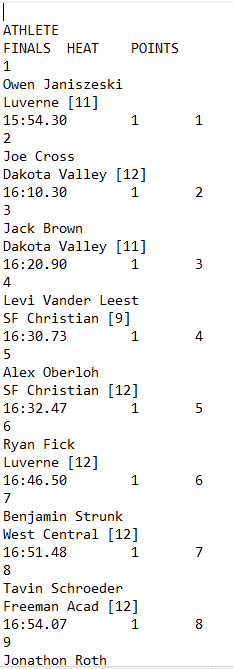 ATHLETE
FINALS HEAT POINTS
1
Owen Janiszeski
Luverne [11]
15:54.30 1 1
2
Joe Cross
Dakota Valley [12]
16:10.30 1 2
3
Jack Brown
Dakota Valley [11]
16:20.90 1 3
4
Levi Vander Leest
SF Christian [9]
16:30.73 1 4
5
Alex Oberloh
SF Christian [12]
16:32.47 1 5
6
Ryan Fick
Luverne [12]
16:46.50 1 6
7
Benjamin Strunk
West Central [12]
16:51.48 1 7
8
Tavin Schroeder
Freeman Acad [12]
16:54.07 1 8
9
Jonathon Roth